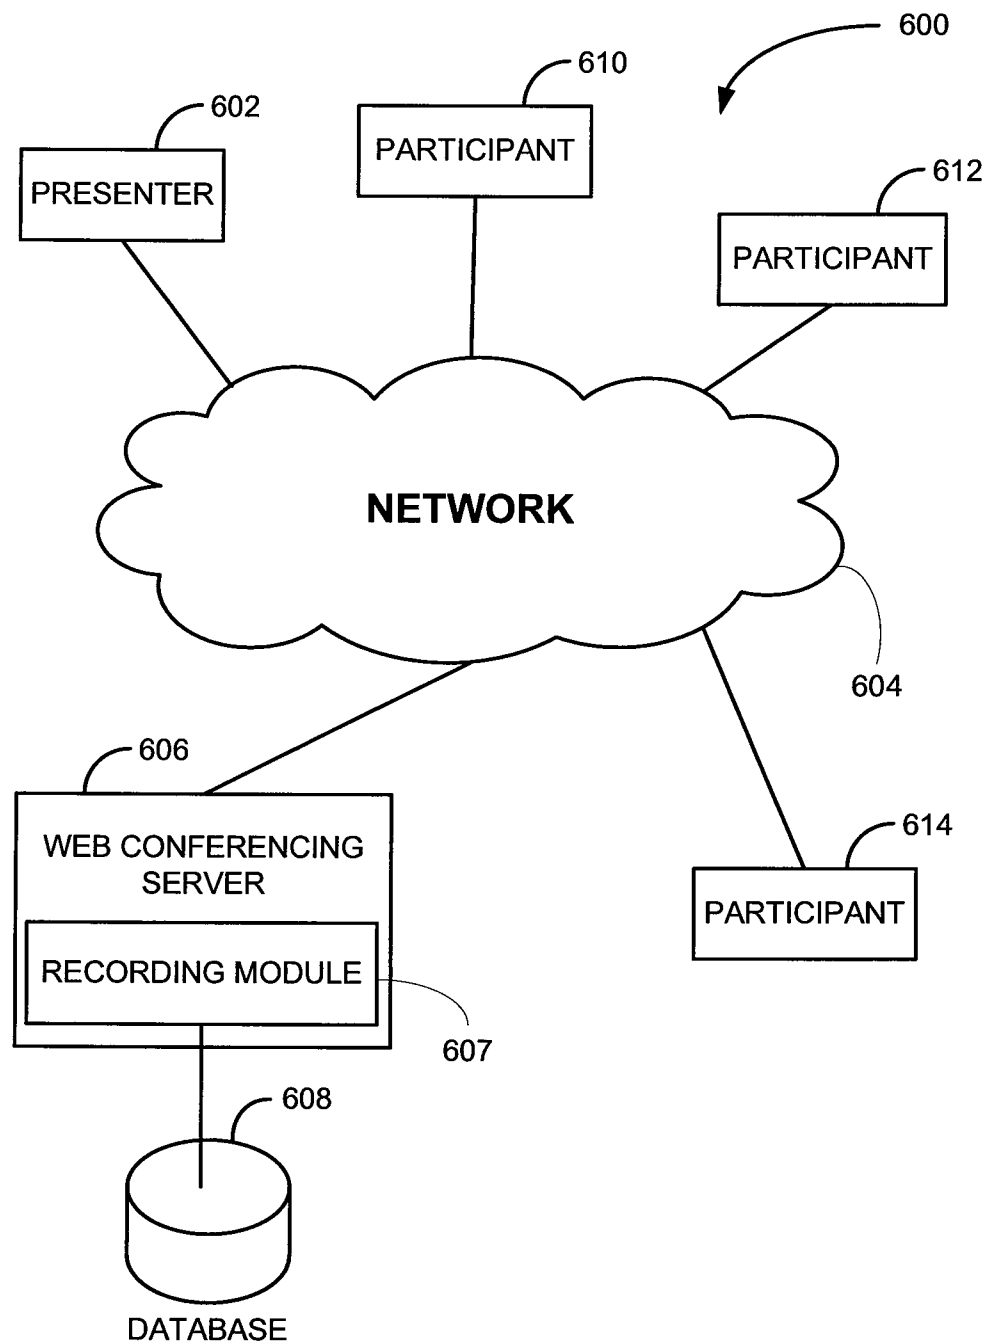 600
610
602
PARTICIPANT
612
PRESENTER
PARTICIPANT
NETWORK
604
606
614
WEB CONFERENCING
SERVER
PARTICIPANT
RECORDING MODULE
607
608
DATABASE